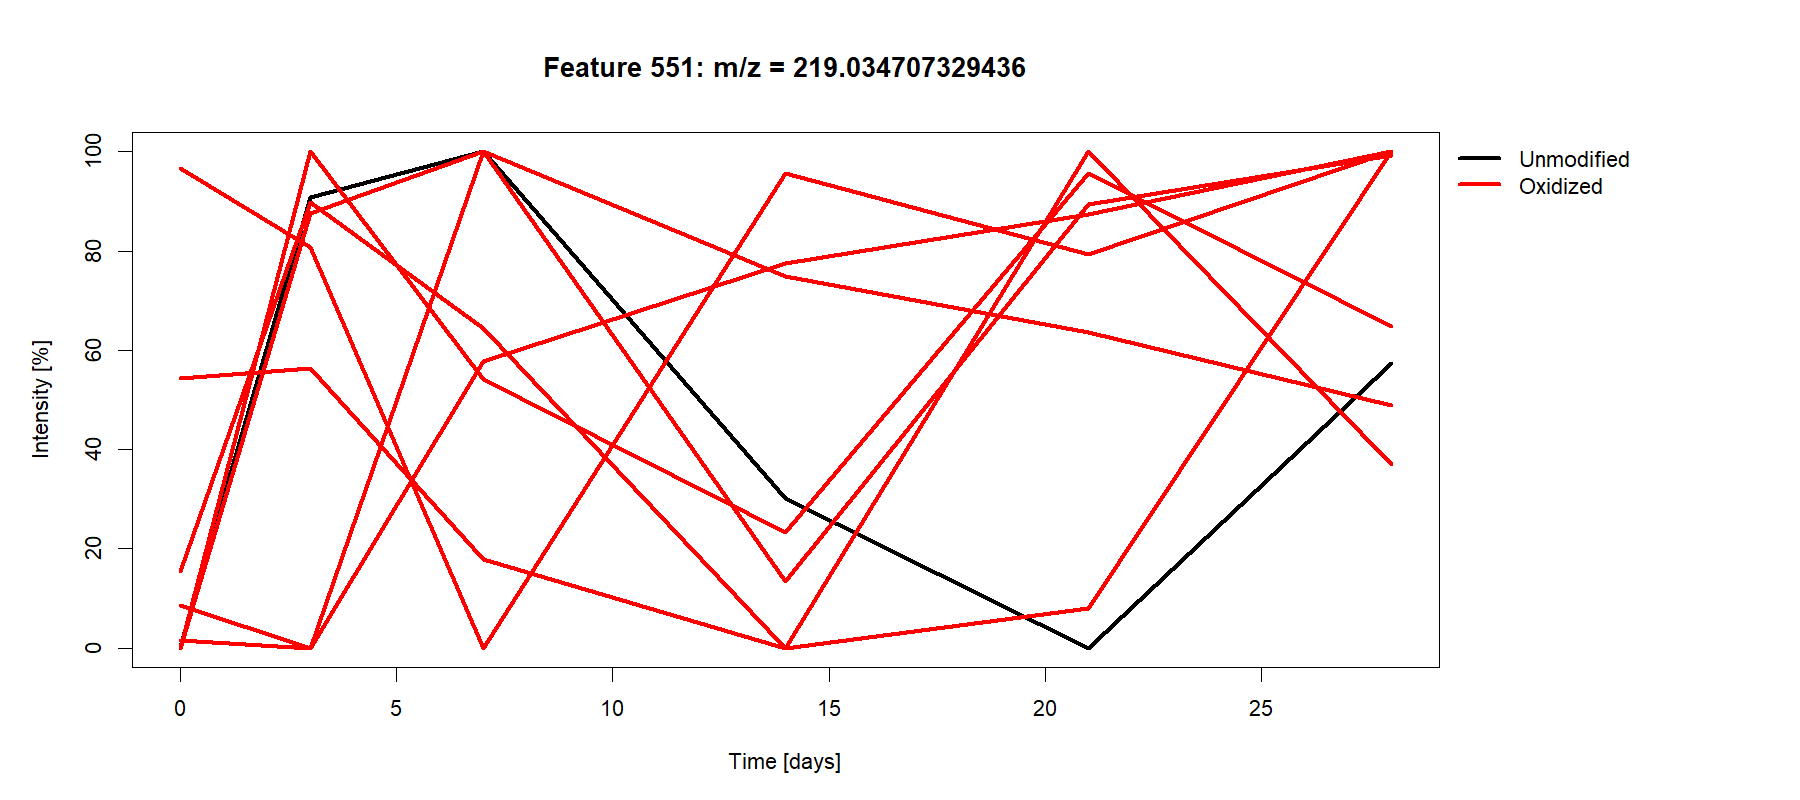 Feature 551: m/z = 219.034707329436
Unmodified
Oxidized
Intensity [%]
100
80
60
40
20
0
0 5 10 15 20 25
Time [days]